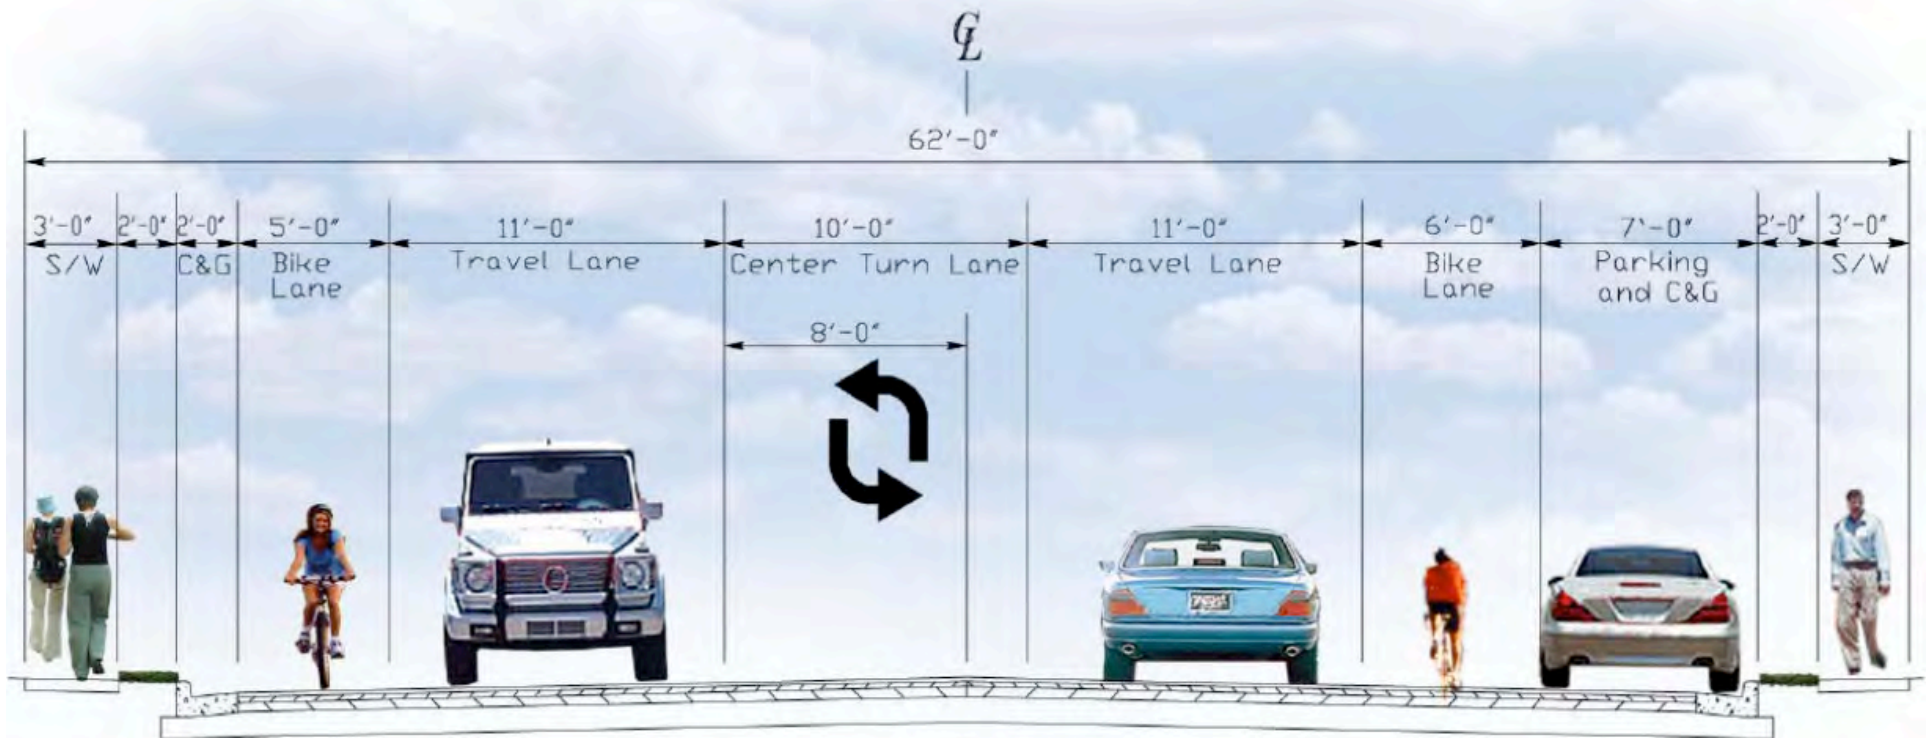 CL
62'-0"
3'-0" 2'-0" 2'-0" 5'-0" 11'-0" 10'-0" 11'-0" 6'-0" 7'-0" 2'-0" 3'-0"
S/W C&G Bike Travel Lane Center Turn Lane Travel Lane Bike Parking S/W
Lane Lane and C&G
8'-0"